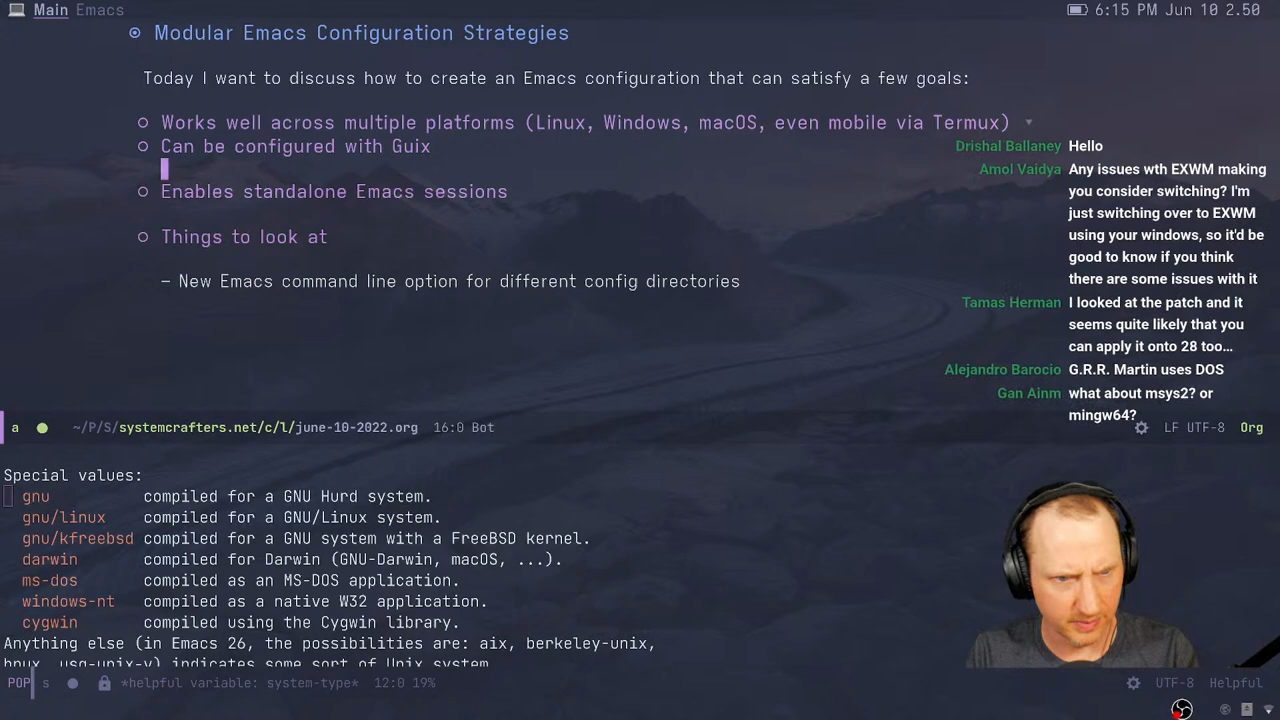 Main Emacs
6:15 PM Jun 10 2.50
Modular Emacs Configuration Strategies
Today I want to discuss how to create an Emacs configuration that can satisfy a few goals:
Works well across multiple platforms (Linux, Windows, macOS, even mobile via Termux)
Can be configured with Guix
Enables standalone Emacs sessions
Things to look at
– New Emacs command line option for different config directories
Drishal Ballaney Hello
Amol Vaidya Any issues wth EXWM making
you consider switching? I'm
just switching over to EXWM
using your windows, so it'd be
good to know if you think
there are some issues with it
Tamas Herman I looked at the patch and it
seems quite likely that you
can apply it onto 28 too...
Alejandro Barocio G.R.R. Martin uses DOS
Gan Ainm what about msys2? or
mingw64?
a ~/P/S/systemcrafters.net/c/l/june-10-2022.org 16:0 Bot LF UTF-8 Org
Special values:
gnu compiled for a GNU Hurd system.
gnu/linux compiled for a GNU/Linux system.
gnu/kfreebsd compiled for a GNU system with a FreeBSD kernel.
darwin compiled for Darwin (GNU-Darwin, macOS, ...).
ms-dos compiled as an MS-DOS application.
windows-nt compiled as a native W32 application.
cygwin compiled using the Cygwin library.
Anything else (in Emacs 26, the possibilities are: aix, berkeley-unix,
hpux, usg-unix-v) indicates some sort of Unix system.
POP s *helpful variable: system-type* 12:0 19% UTF-8 Helpful